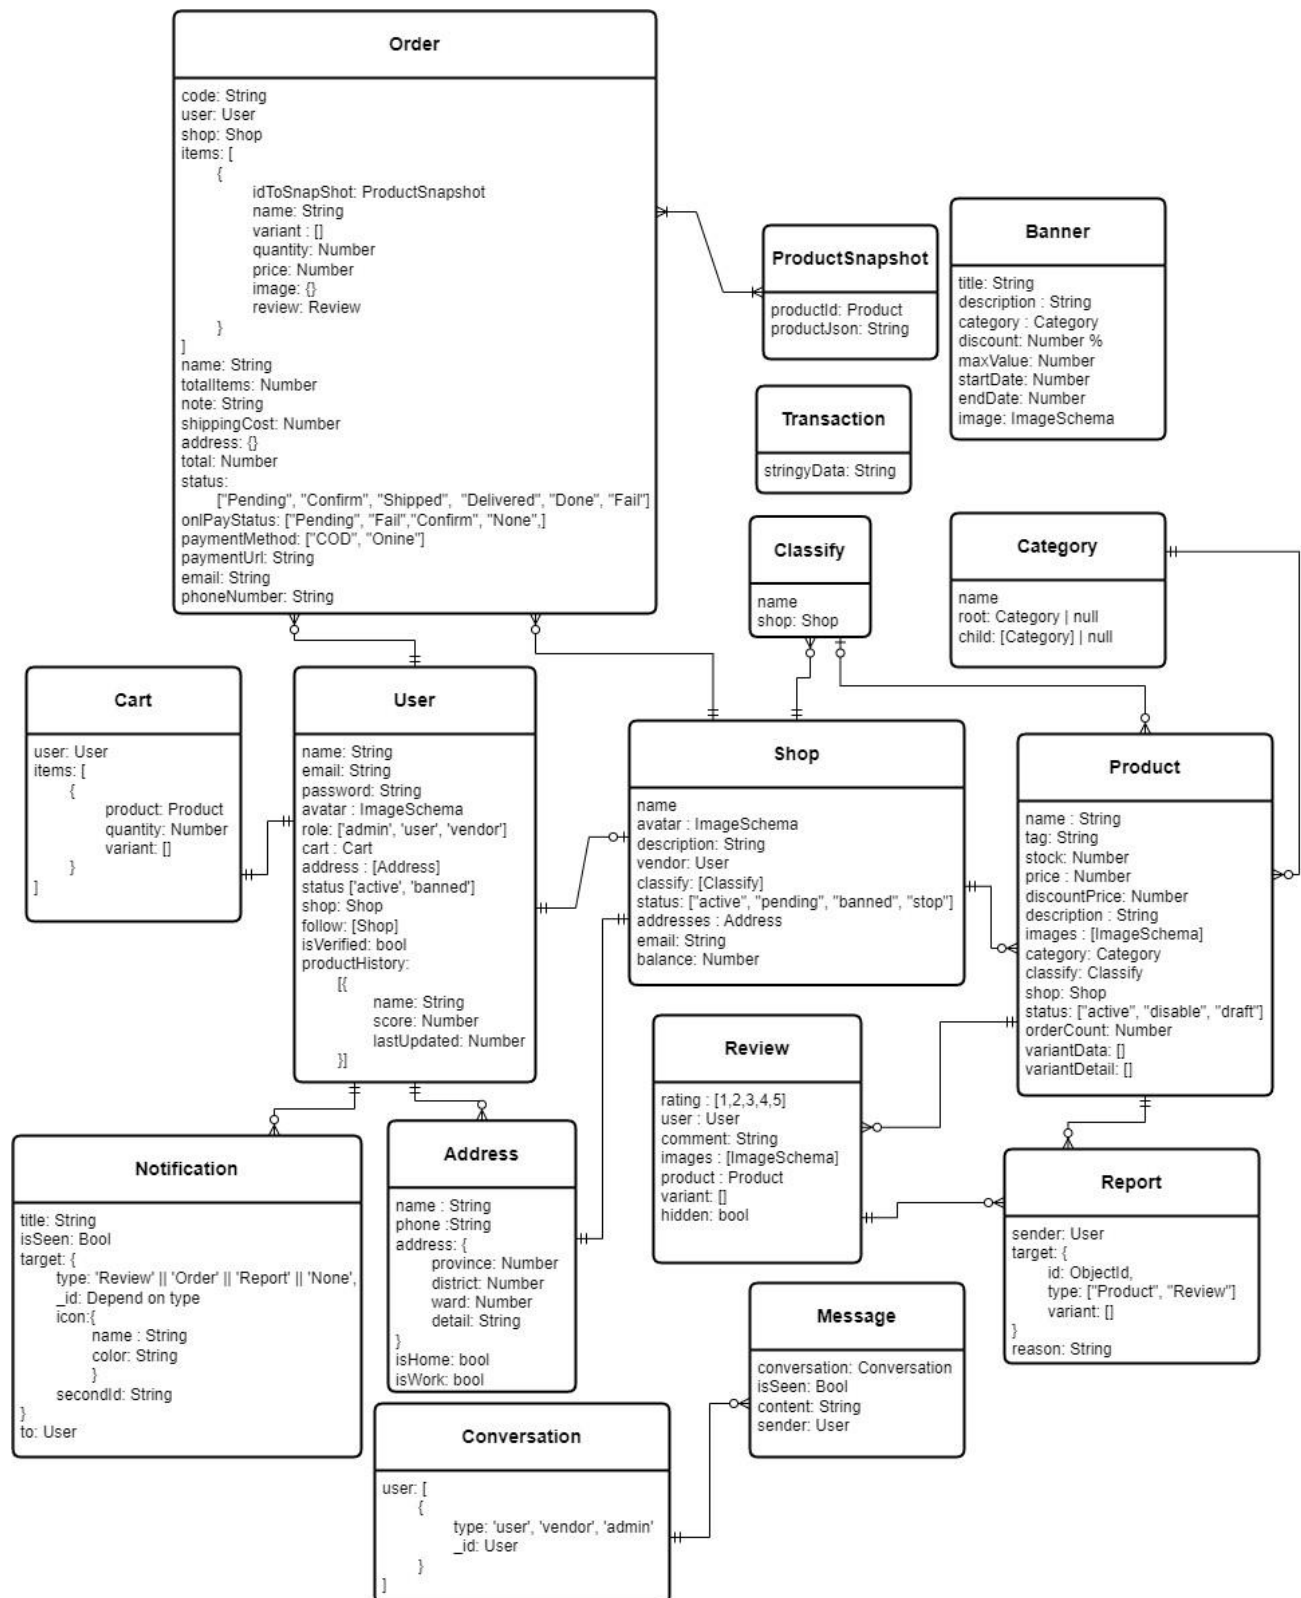 Order
code: String
user: User
shop: Shop
items: [
{
idToSnapShot: ProductSnapshot
name: String
variant : []
quantity: Number
price: Number
image: {}
review: Review
}
]
name: String
totalItems: Number
note: String
shippingCost: Number
address: {}
total: Number
status:
["Pending", "Confirm", "Shipped", "Delivered", "Done", "Fail"]
onlPayStatus: ["Pending", "Fail","Confirm", "None",]
paymentMethod: ["COD", "Onine"]
paymentUrl: String
email: String
phoneNumber: String
ProductSnapshot
productId: Product
productJson: String
Banner
title: String
description : String
category : Category
discount: Number %
maxValue: Number
startDate: Number
endDate: Number
image: ImageSchema
Transaction
stringyData: String
Classify
name
shop: Shop
Category
name
root: Category | null
child: [Category] | null
Cart
user: User
items: [
{
product: Product
quantity: Number
variant: []
}
]
User
name: String
email: String
password: String
avatar : ImageSchema
role: ['admin', 'user', 'vendor']
cart : Cart
address : [Address]
status ['active', 'banned']
shop: Shop
follow: [Shop]
isVerified: bool
productHistory:
[{
name: String
score: Number
lastUpdated: Number
}]
Shop
name
avatar : ImageSchema
description: String
vendor: User
classify: [Classify]
status: ["active", "pending", "banned", "stop"]
addresses : Address
email: String
balance: Number
Product
name : String
tag: String
stock: Number
price : Number
discountPrice: Number
description : String
images : [ImageSchema]
category: Category
classify: Classify
shop: Shop
status: ["active", "disable", "draft"]
orderCount: Number
variantData: []
variantDetail: []
Review
rating : [1,2,3,4,5]
user : User
comment: String
images : [ImageSchema]
product : Product
variant: []
hidden: bool
Notification
title: String
isSeen: Bool
target: {
type: 'Review' || 'Order' || 'Report' || 'None',
_id: Depend on type
icon:{
name : String
color: String
}
secondId: String
}
to: User
Address
name : String
phone :String
address: {
province: Number
district: Number
ward: Number
detail: String
}
isHome: bool
isWork: bool
Report
sender: User
target: {
id: ObjectId,
type: ["Product", "Review"]
variant: []
}
reason: String
Message
conversation: Conversation
isSeen: Bool
content: String
sender: User
Conversation
user: [
{
type: 'user', 'vendor', 'admin'
_id: User
}
]